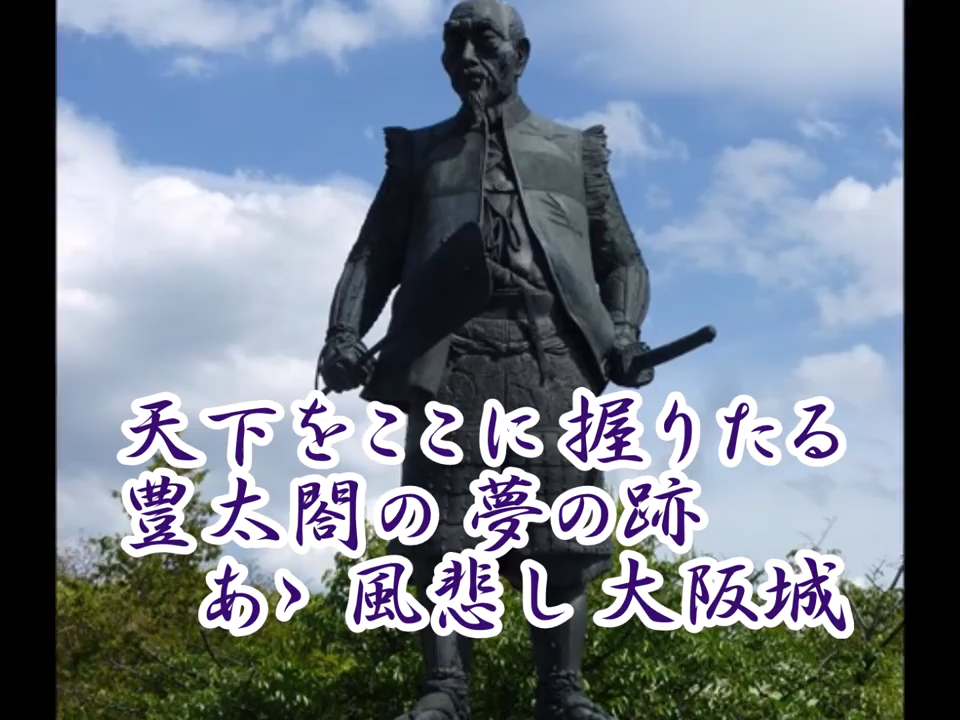 天下をここに 握りたる
豊太閤の 夢の跡
あゝ 風悲し 大阪城